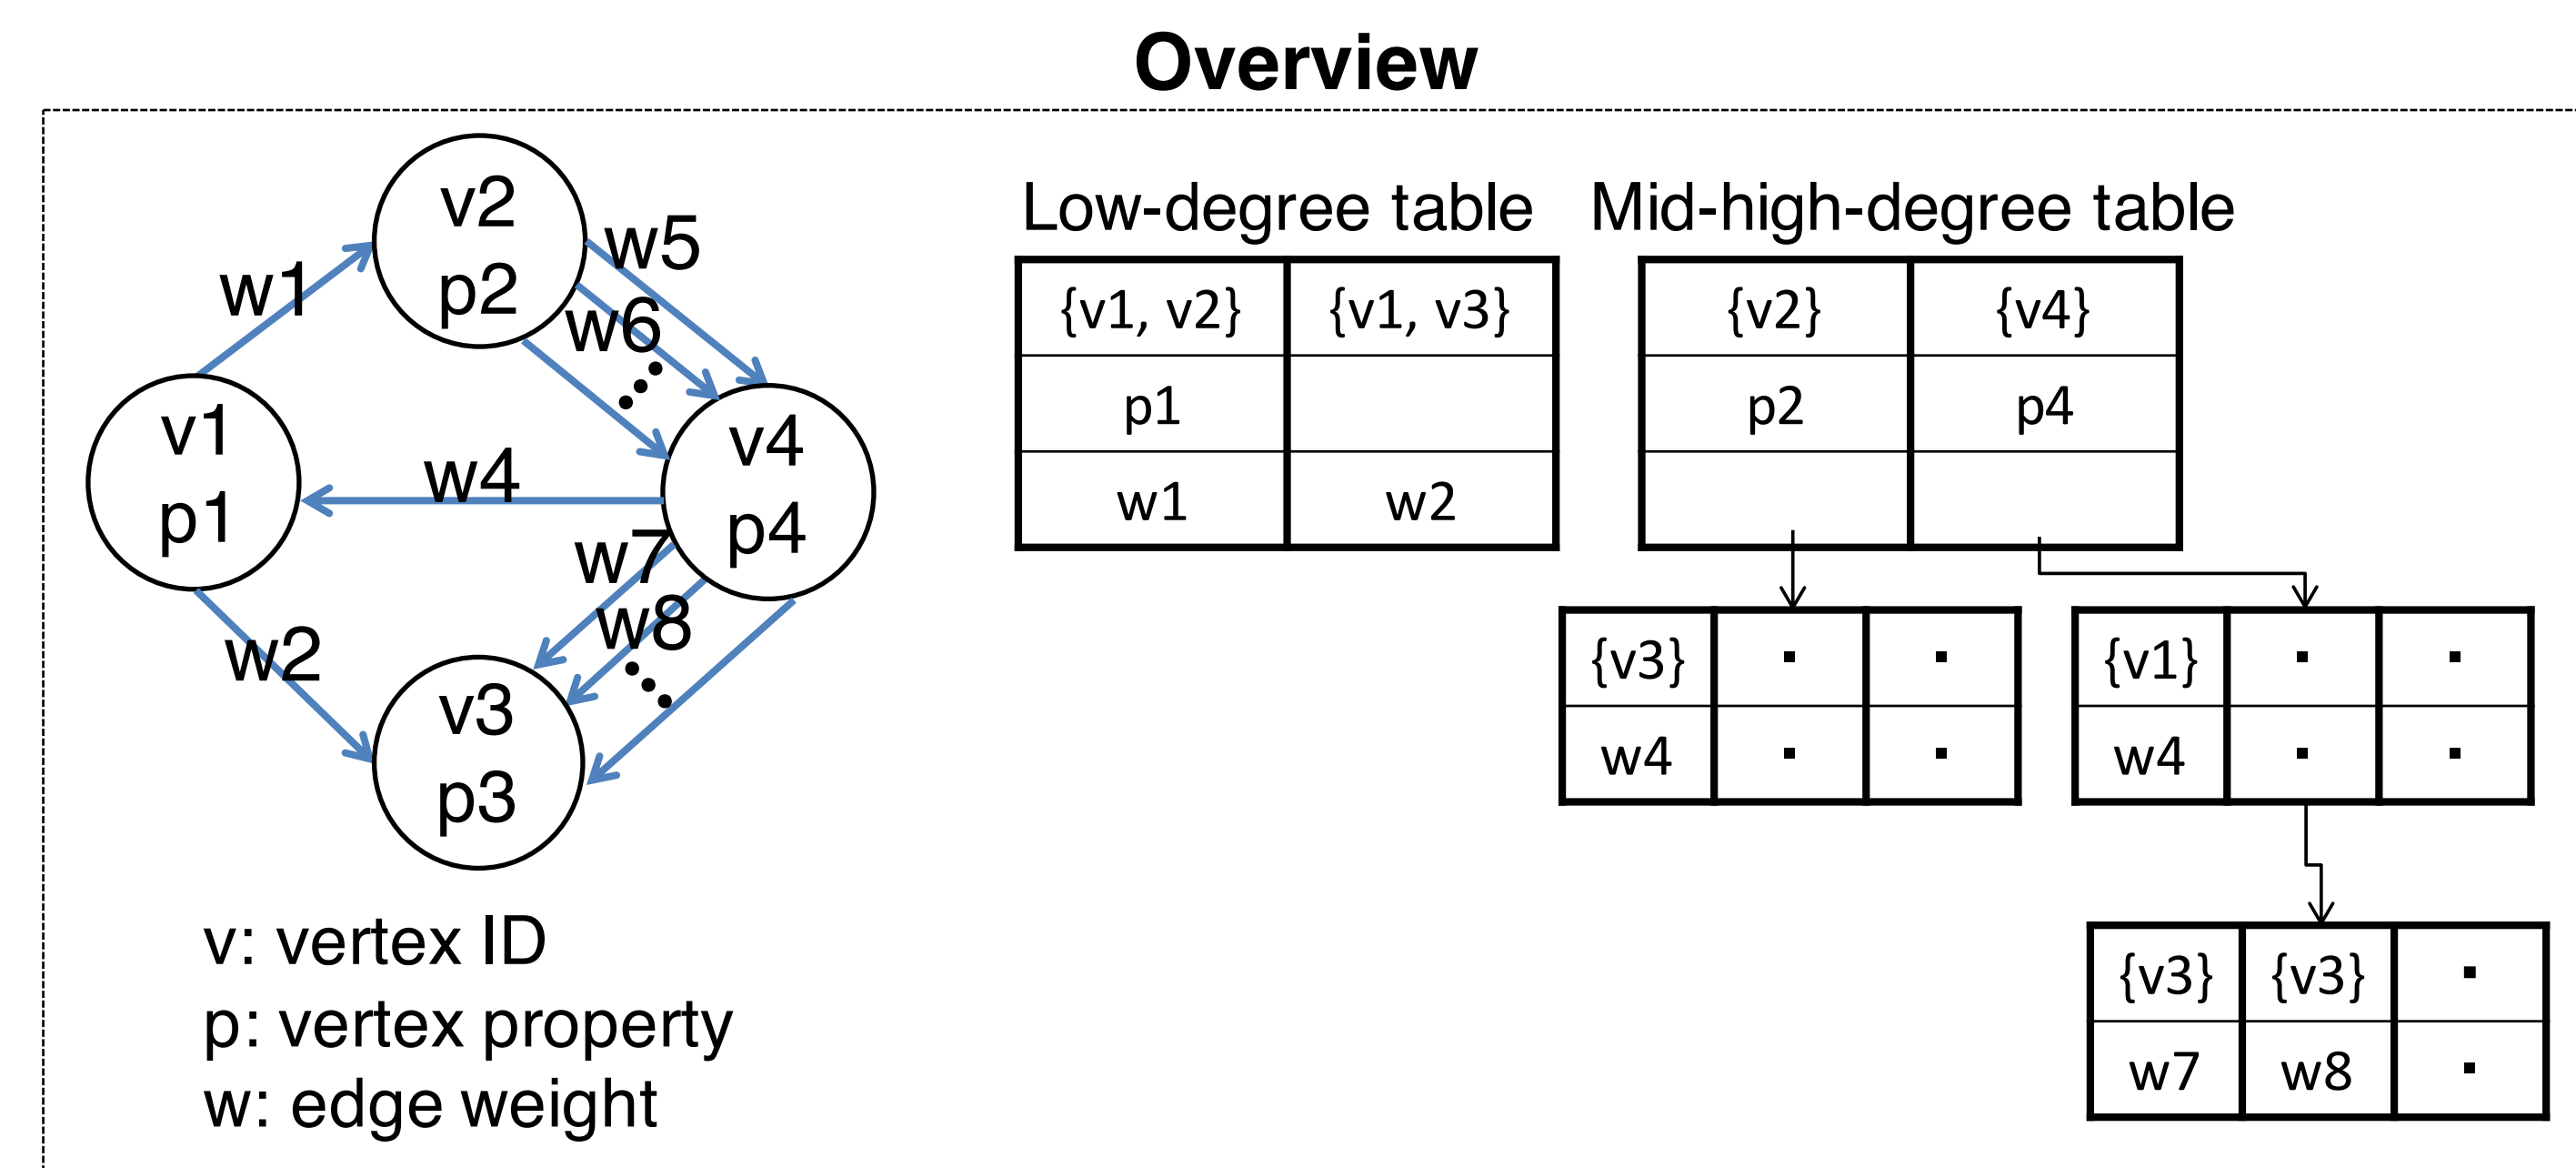 Overview
v2
p2
w5
w1
w6
v1
p1
w4
v4
p4
w7
w8
w2
v3
p3
v: vertex ID
p: vertex property
w: edge weight
Low-degree table
{v1, v2} {v1, v3}
p1
w1 w2
Mid-high-degree table
{v2} {v4}
p2 p4
{v3}
w4
{v1}
w4
{v3} {v3}
w7 w8